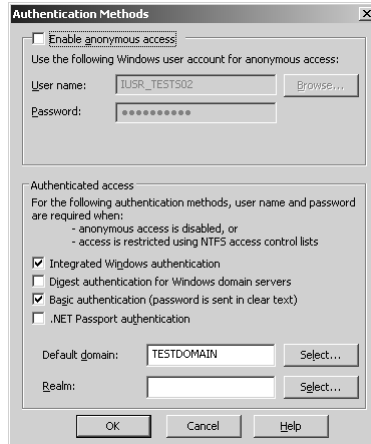 Authentication Methods
Enable anonymous access
Use the following Windows user account for anonymous access:
User name: IUSR_TEST502 Browse...
Password: ●●●●●●●●●●
Authenticated access
For the following authentication methods, user name and password
are required when:
- anonymous access is disabled, or
- access is restricted using NTFS access control lists
Integrated Windows authentication
Digest authentication for Windows domain servers
Basic authentication (password is sent in clear text)
.NET Passport authentication
Default domain: TESTDOMAIN Select...
Realm: Select...
OK Cancel Help